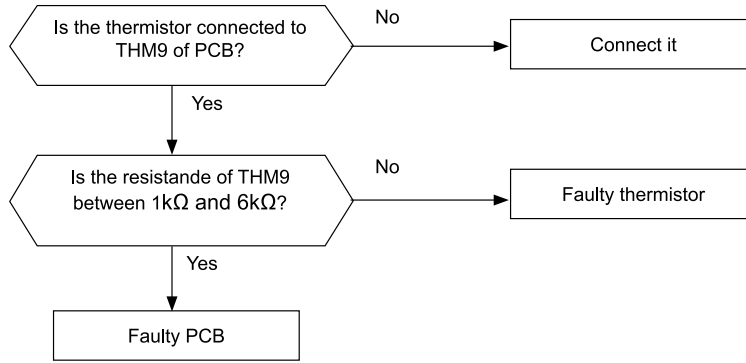 Is the thermistor connected to
THM9 of PCB?
No
Connect it
Yes
Is the resistande of THM9
between 1kΩ and 6kΩ?
No
Faulty thermistor
Yes
Faulty PCB